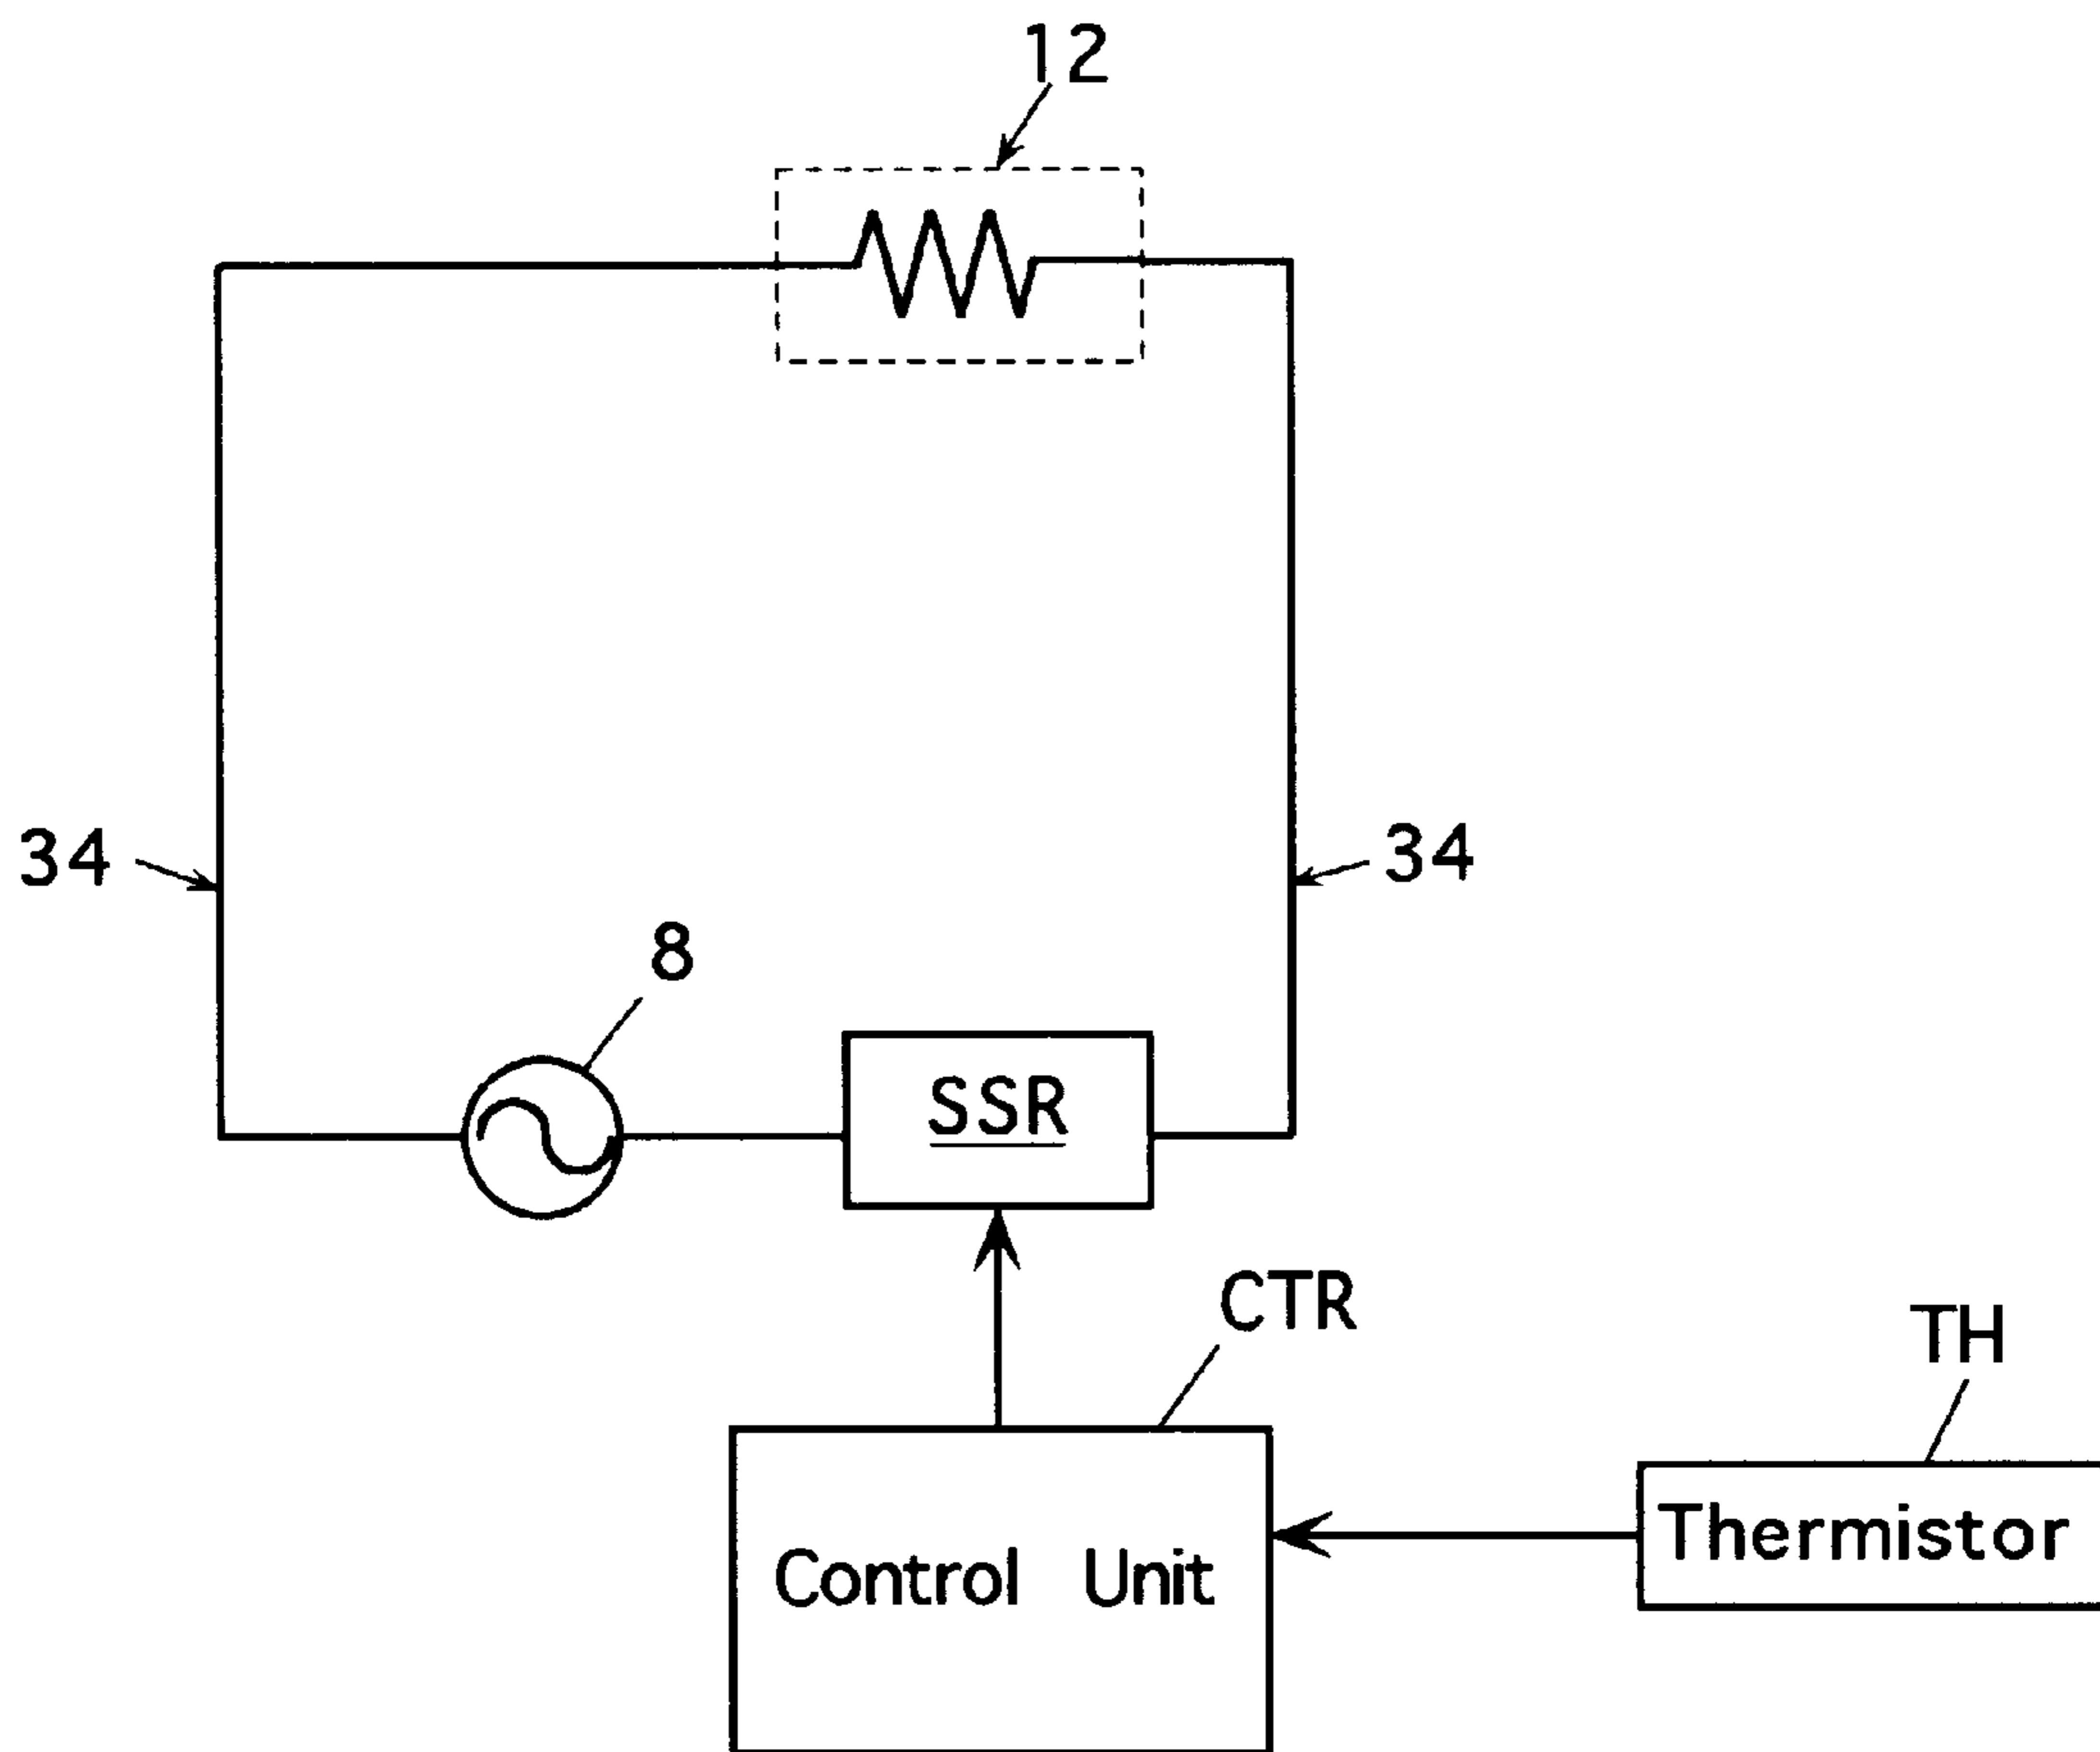 12
34
34
8
SSR
CTR
TH
Thermistor
Control Unit